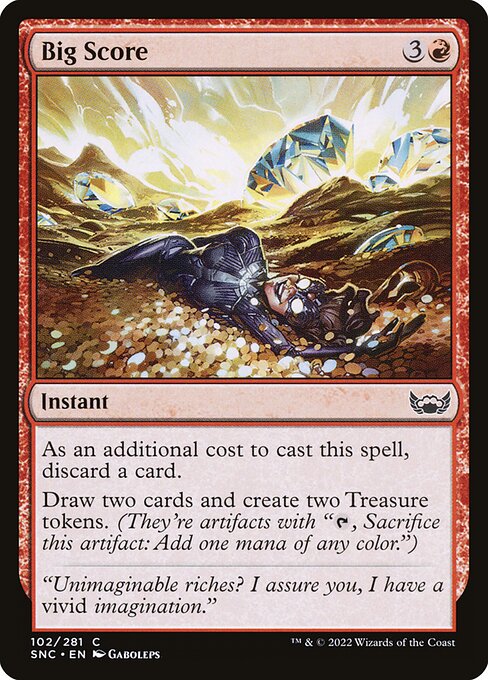 Big Score 3
Instant
As an additional cost to cast this spell,
discard a card.
Draw two cards and create two Treasure
tokens. (They're artifacts with “, Sacrifice
this artifact: Add one mana of any color.”)
“Unimaginable riches? I assure you, I have a
vivid imagination.”
102/281 C
SNC • EN Gaboleps
™ & © 2022 Wizards of the Coast